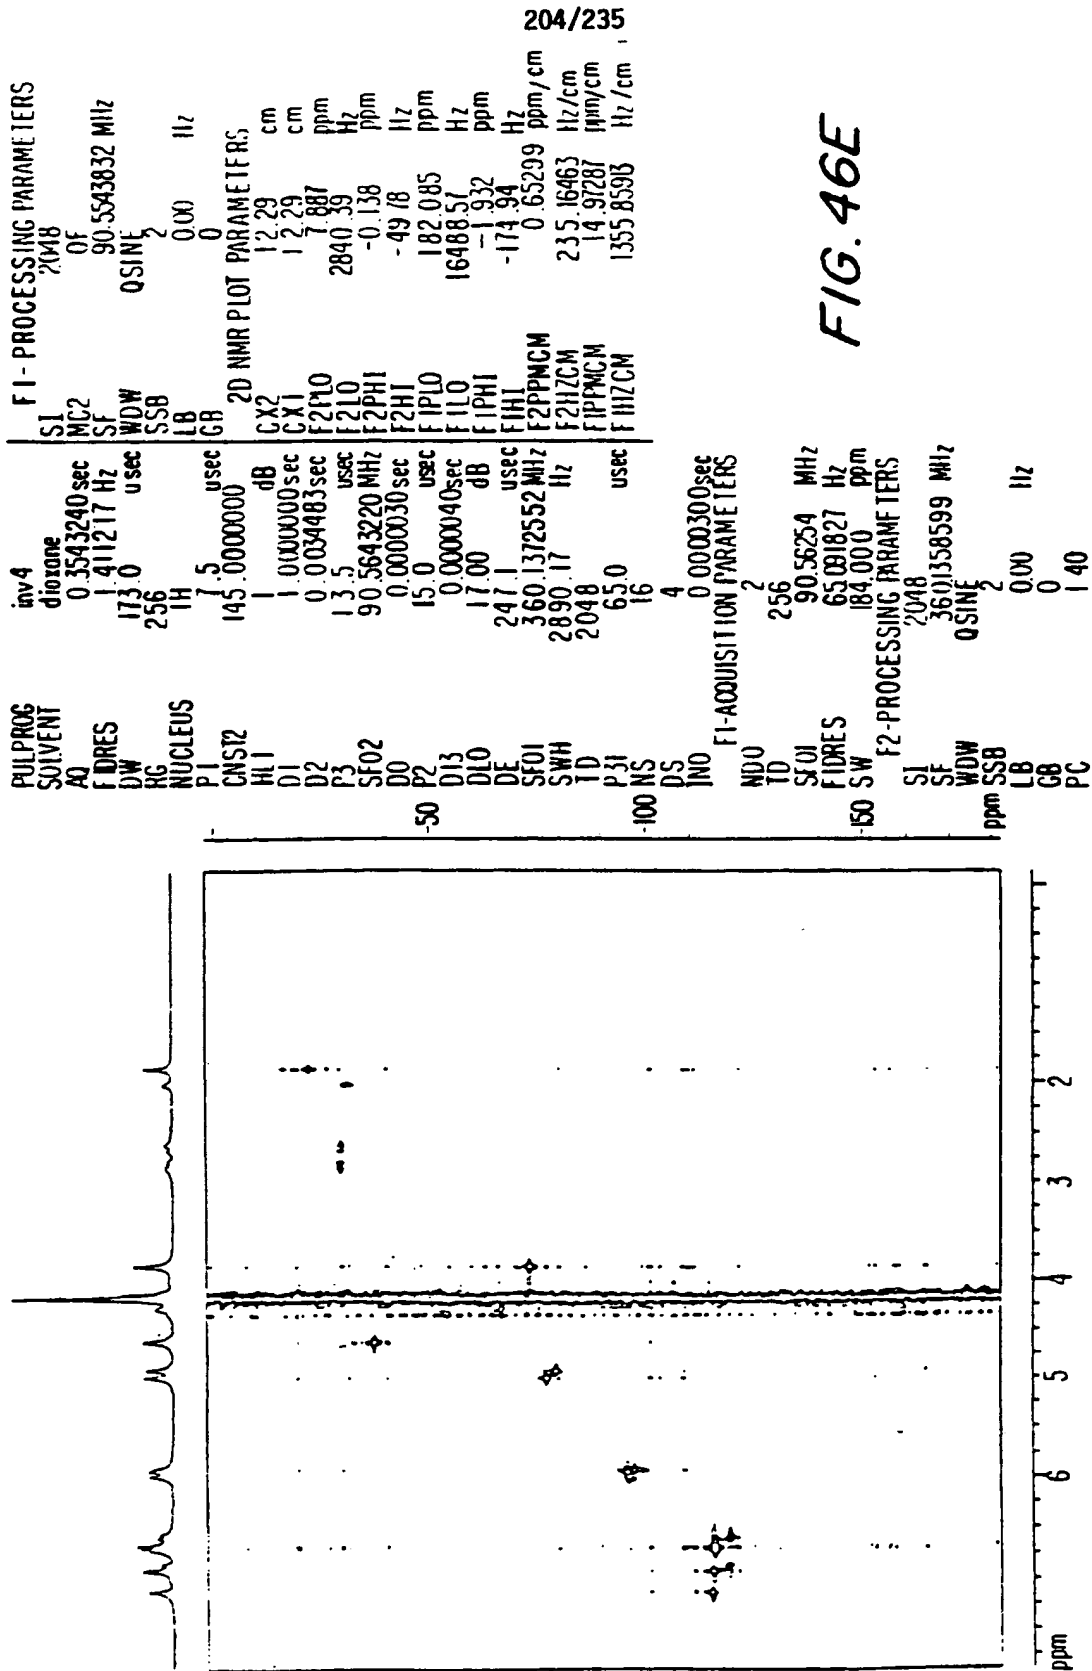 204/235
PULPROG inv4
SOLVENT dioxane
AQ 0.3543240 sec
FIDRES 1.411217 Hz
DW 173.0 usec
RG 256
NUCLEUS 1H
P1 7.5 usec
CNST2 145.0000000
HL1 1 dB
D1 1.0000000 sec
D2 0.0034483 sec
P3 13.5 usec
SFO2 90.5643220 MHz
D0 0.0000030 sec
P2 15.0 usec
D13 0.0000040 sec
DL0 17.00 dB
DE 247.1 usec
SFO1 360.1372552 MHz
SWH 2890.17 Hz
TD 2048
P31 65.0 usec
NS 16
DS 4
IN0 0.0000300 sec
F1-ACQUISITION PARAMETERS
ND0 2
TD 256
SFO1 90.56254 MHz
FIDRES 65.091827 Hz
SW 184.000 ppm
F2-PROCESSING PARAMETERS
SI 2048
SF 360.1358599 MHz
WDW QSINE
SSB 2
LB 0.00 Hz
GB 0
PC 1.40
F1-PROCESSING PARAMETERS
SI 2048
MC2 QF
SF 90.5543832 MHz
WDW QSINE
SSB 2
LB 0.00 Hz
GB 0
2D NMR PLOT PARAMETERS
CX2 12.29 cm
CX1 12.29 cm
F2PLO 7.887 ppm
F2LO 2840.39 Hz
F2PHI -0.138 ppm
F2HI -49.78 Hz
F1PLO 182.085 ppm
F1LO 16488.57 Hz
F1PHI -1.932 ppm
F1HI -174.94 Hz
F2PPMCM 0.65299 ppm/cm
F2HZCM 235.16463 Hz/cm
F1PPMCM 14.97287 ppm/cm
F1HZCM 1355.85913 Hz/cm
-50
-100
-150
ppm
ppm 6 5 4 3 2
FIG. 46E